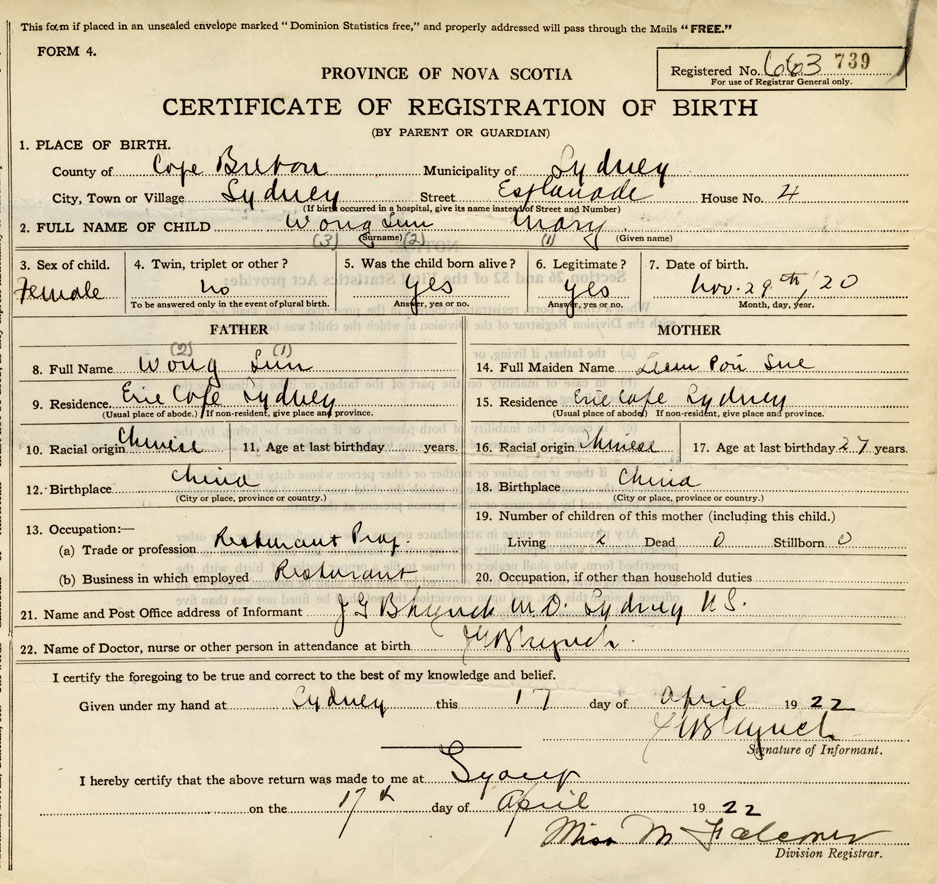 This form if placed in an unsealed envelope marked "Dominion Statistics free," and properly addressed will pass through the Mails "FREE."
FORM 4.
Registered No. 663 739
For use of Registrar General only.
PROVINCE OF NOVA SCOTIA
CERTIFICATE OF REGISTRATION OF BIRTH
(BY PARENT OR GUARDIAN)
1. PLACE OF BIRTH.
County of Cape Breton Municipality of Sydney
City, Town or Village Sydney Street Esplanade House No. 4
(If birth occurred in a hospital, give its name instead of Street and Number)
2. FULL NAME OF CHILD Wong Sun Mary
(3) (Surname) (2) (1) (Given name)
3. Sex of child. 4. Twin, triplet or other? 5. Was the child born alive? 6. Legitimate? 7. Date of birth.
Female no yes yes Nov. 29th/20
To be answered only in the event of plural birth. Answer, yes or no. Answer, yes or no. Month, day, year.
FATHER MOTHER
(2) (1)
8. Full Name Wong Sun 14. Full Maiden Name Poi Sue
9. Residence Cafe Sydney 15. Residence Cafe Sydney
(Usual place of abode) If non-resident, give place and province. (Usual place of abode) If non-resident, give place and province.
10. Racial origin Chinese 11. Age at last birthday years. 16. Racial origin Chinese 17. Age at last birthday 27 years.
12. Birthplace China 18. Birthplace China
(City or place, province or country.) (City or place, province or country.)
13. Occupation:— 19. Number of children of this mother (including this child.)
(a) Trade or profession Resturant Prop. Living 2 Dead 0 Stillborn 0
(b) Business in which employed Resturant 20. Occupation, if other than household duties
21. Name and Post Office address of Informant M.D. Sydney N.S.
22. Name of Doctor, nurse or other person in attendance at birth
I certify the foregoing to be true and correct to the best of my knowledge and belief.
Given under my hand at Sydney this 17 day of April 1922
Signature of Informant.
I hereby certify that the above return was made to me at Sydney
on the 17th day of April 1922
Miss M Falconer
Division Registrar.